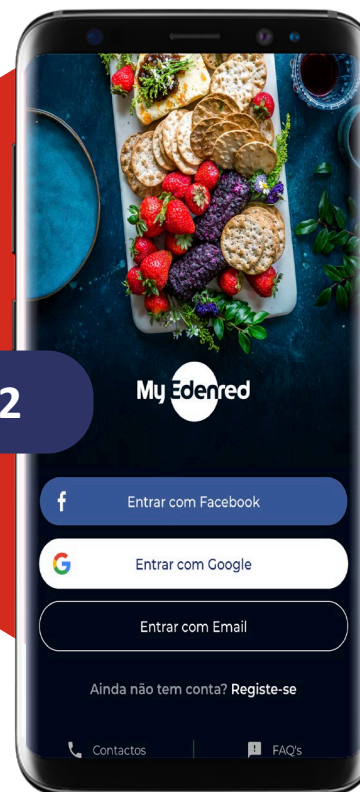 My Edenred
2
Entrar com Facebook
Entrar com Google
Entrar com Email
Ainda não tem conta? Registe-se
Contactos
FAQ's